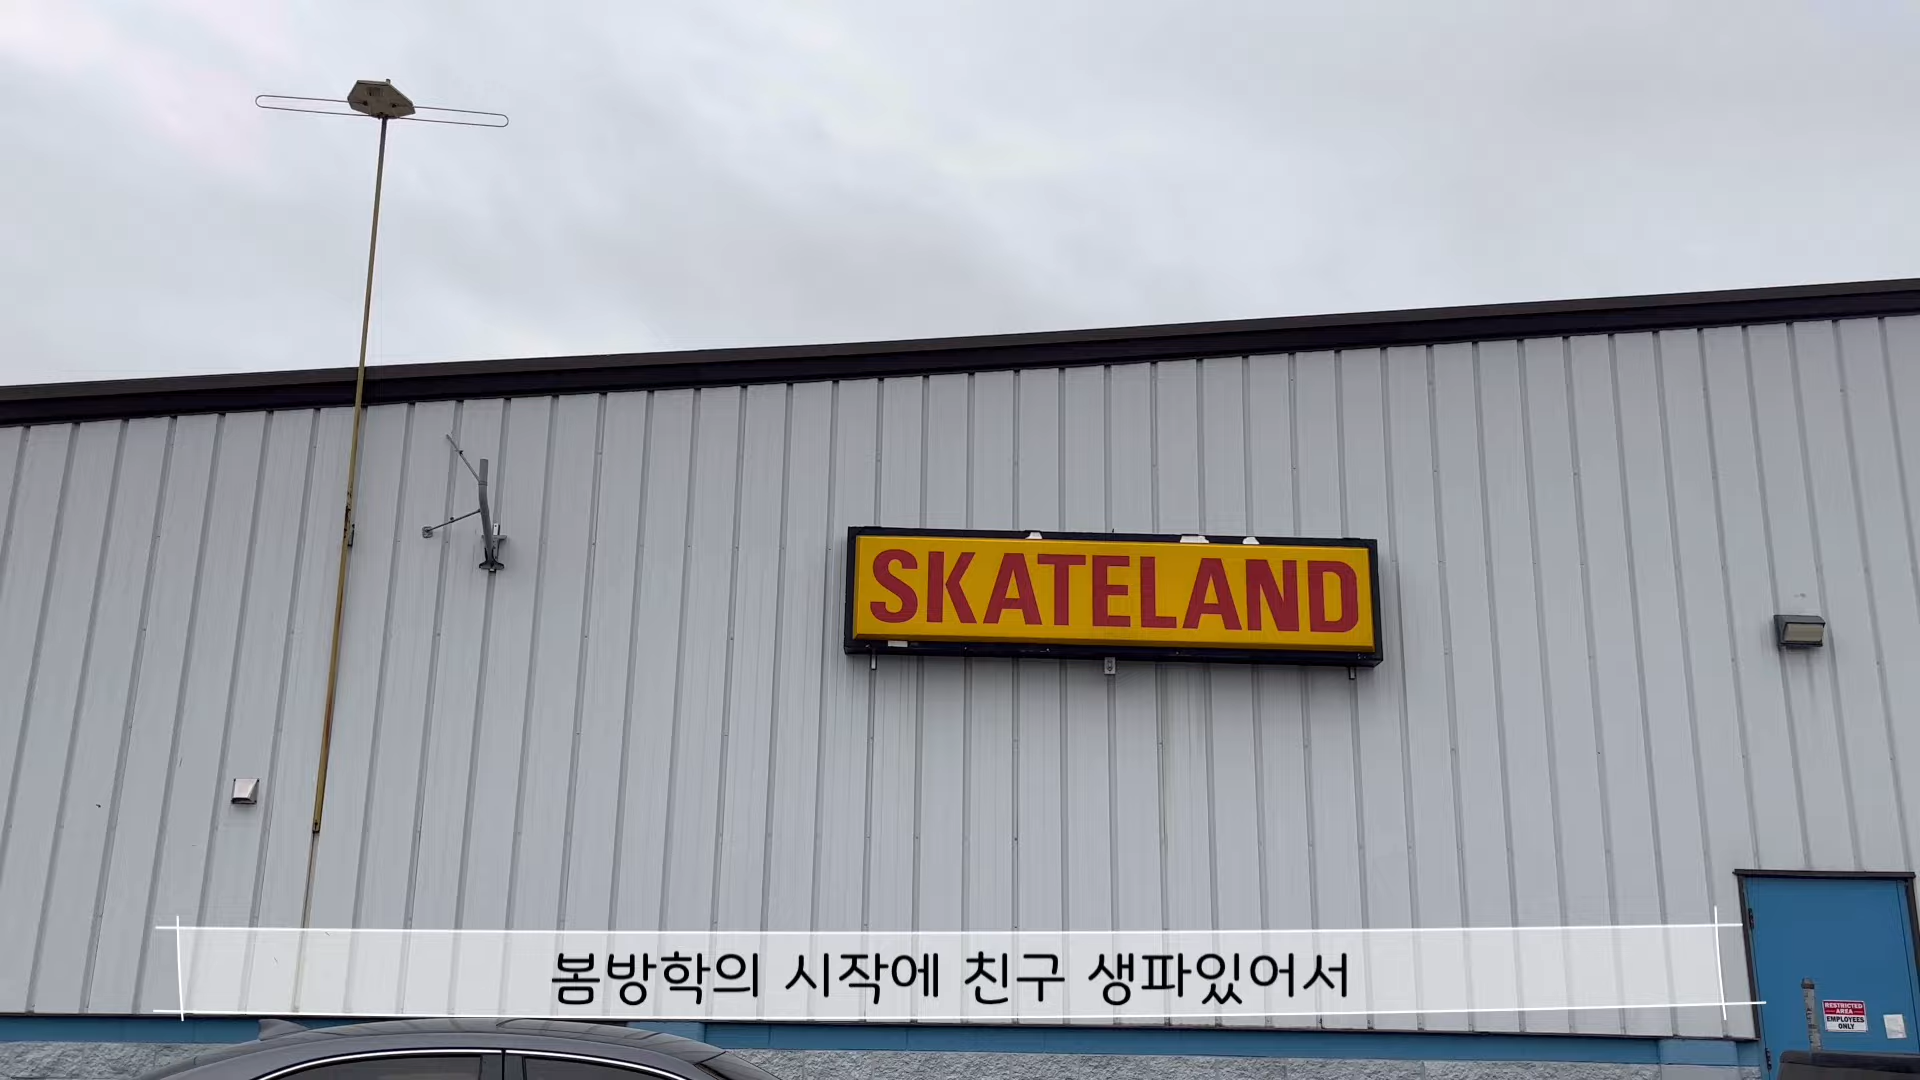 SKATELAND
RESTRICTED
AREA
EMPLOYEES
ONLY
봄방학의 시작에 친구 생파있어서